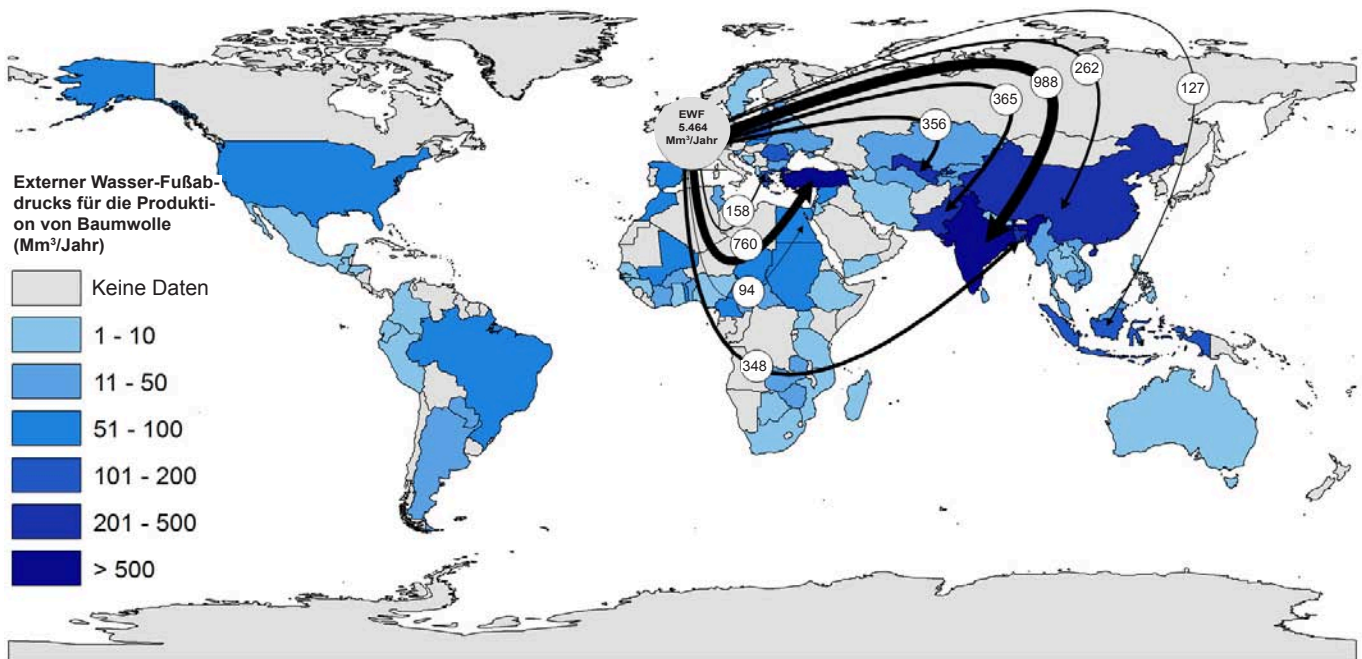 262
988
127
365
EWF
5.464
Mm³/Jahr
356
Externer Wasser-Fußab-
drucks für die Produkti-
on von Baumwolle
(Mm³/Jahr)
158
760
Keine Daten
94
1 - 10
11 - 50
348
51 - 100
101 - 200
201 - 500
> 500